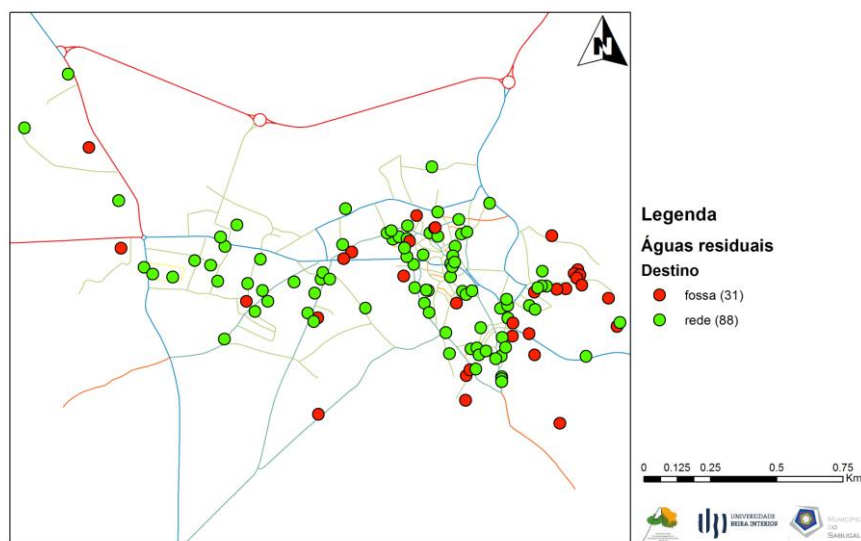 N
Legenda
Águas residuais
Destino
fossa (31)
rede (88)
0 0.125 0.25 0.5 0.75
Km
UNIVERSIDADE
BEIRA INTERIOR
MUNICÍPIO
DO
SABUGAL